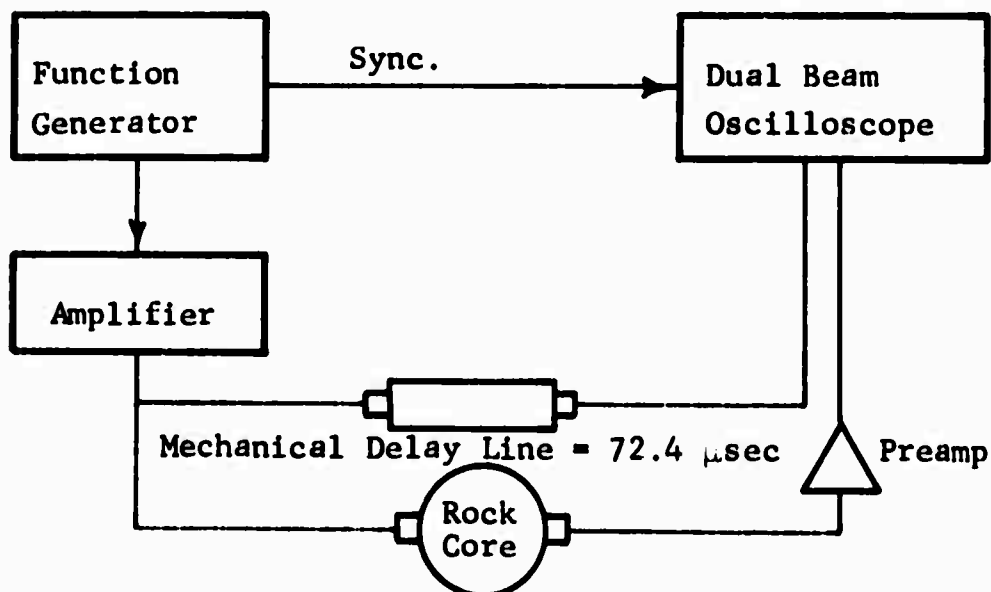 Function
Generator
Sync.
Dual Beam
Oscilloscope
Amplifier
Mechanical Delay Line = 72.4 μsec
Preamp
Rock
Core